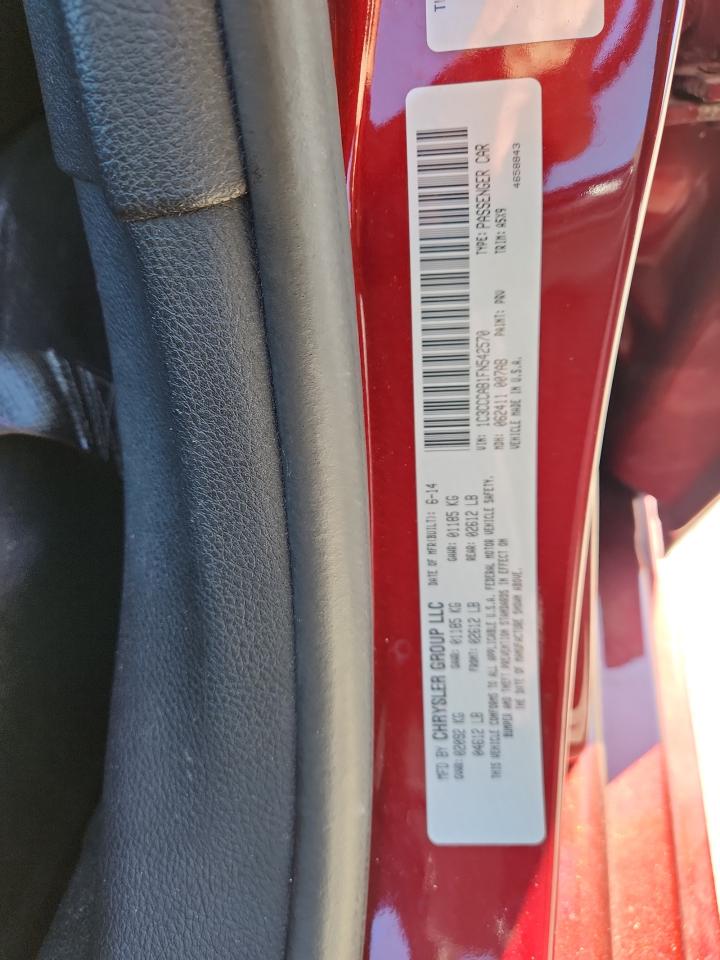 MFD BY CHRYSLER GROUP LLC
DATE OF MFR(BUILT): 6-14
GVWR: 02092 KG
GAWR: 01185 KG
GAWR: 01185 KG
04612 LB
FRONT: 02612 LB
REAR: 02612 LB
THIS VEHICLE CONFORMS TO ALL APPLICABLE U.S.A. FEDERAL MOTOR VEHICLE SAFETY,
BUMPER AND THEFT PREVENTION STANDARDS IN EFFECT ON
THE DATE OF MANUFACTURE SHOWN ABOVE.
VIN: 1C3CCCAB1FN542570
TYPE: PASSENGER CAR
MDH: 062411 007AB
PAINT: PRV
TRIM: A5X9
VEHICLE MADE IN U.S.A.
4658843